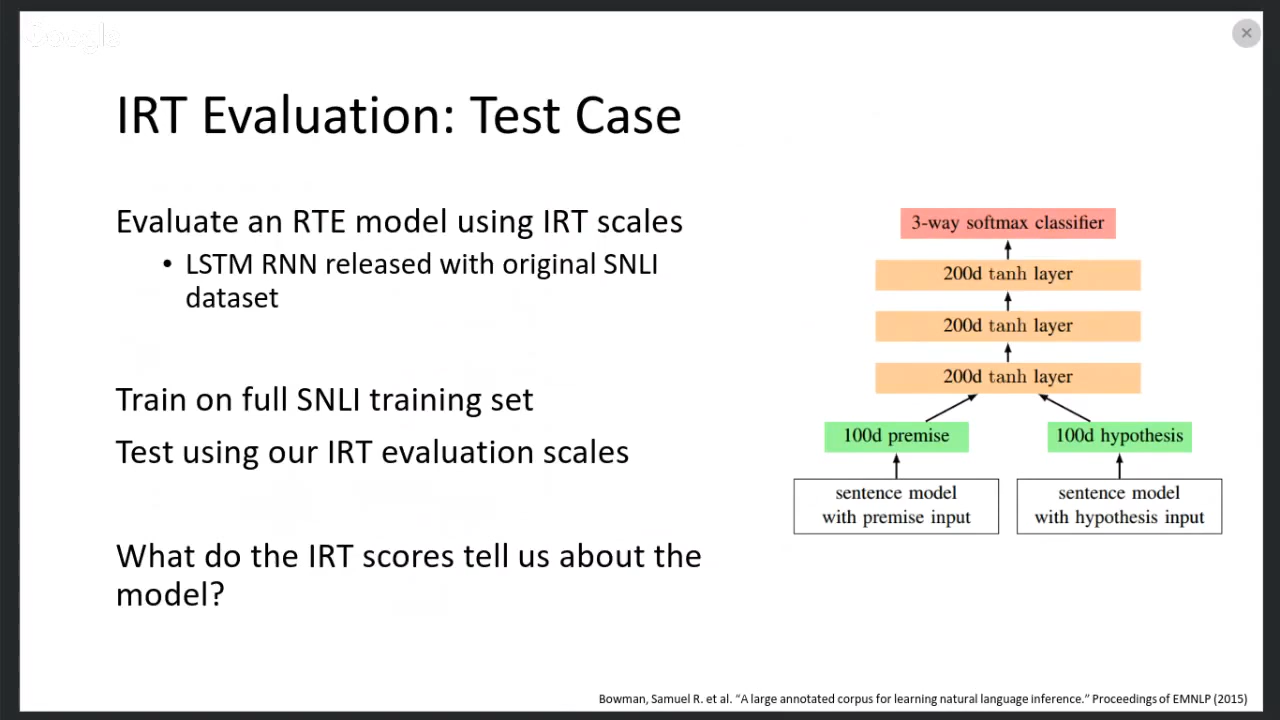 Google
IRT Evaluation: Test Case
Evaluate an RTE model using IRT scales
• LSTM RNN released with original SNLI
dataset
Train on full SNLI training set
Test using our IRT evaluation scales
What do the IRT scores tell us about the
model?
3-way softmax classifier
200d tanh layer
200d tanh layer
200d tanh layer
100d premise
100d hypothesis
sentence model
with premise input
sentence model
with hypothesis input
Bowman, Samuel R. et al. “A large annotated corpus for learning natural language inference.” Proceedings of EMNLP (2015)